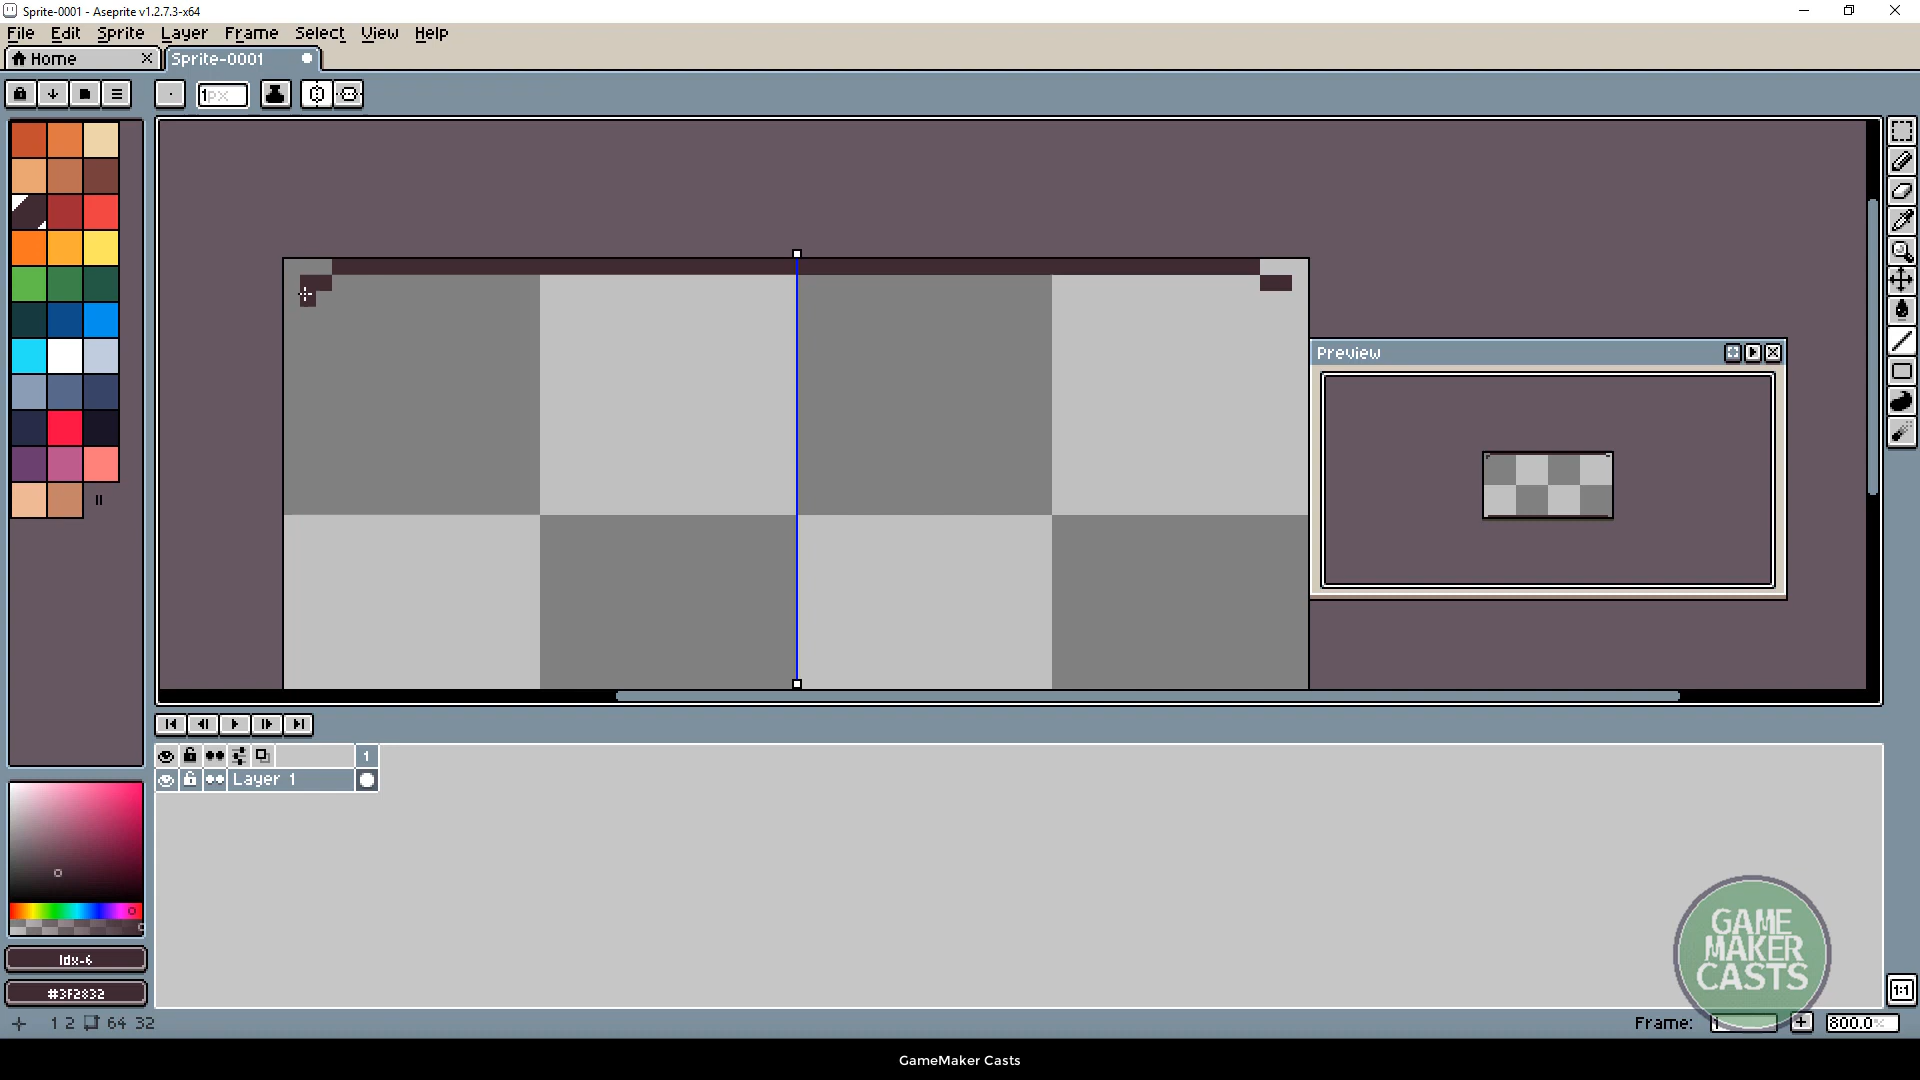 Sprite-0001 - Aseprite v1.2.7.3-x64
File Edit Sprite Layer Frame Select View Help
Home
Sprite-0001
1px
Preview
1
Layer 1
Idx-6
#3F2832
GAME
MAKER
CASTS
1:1
1 2 64 32
Frame: 1
800.0%
GameMaker Casts